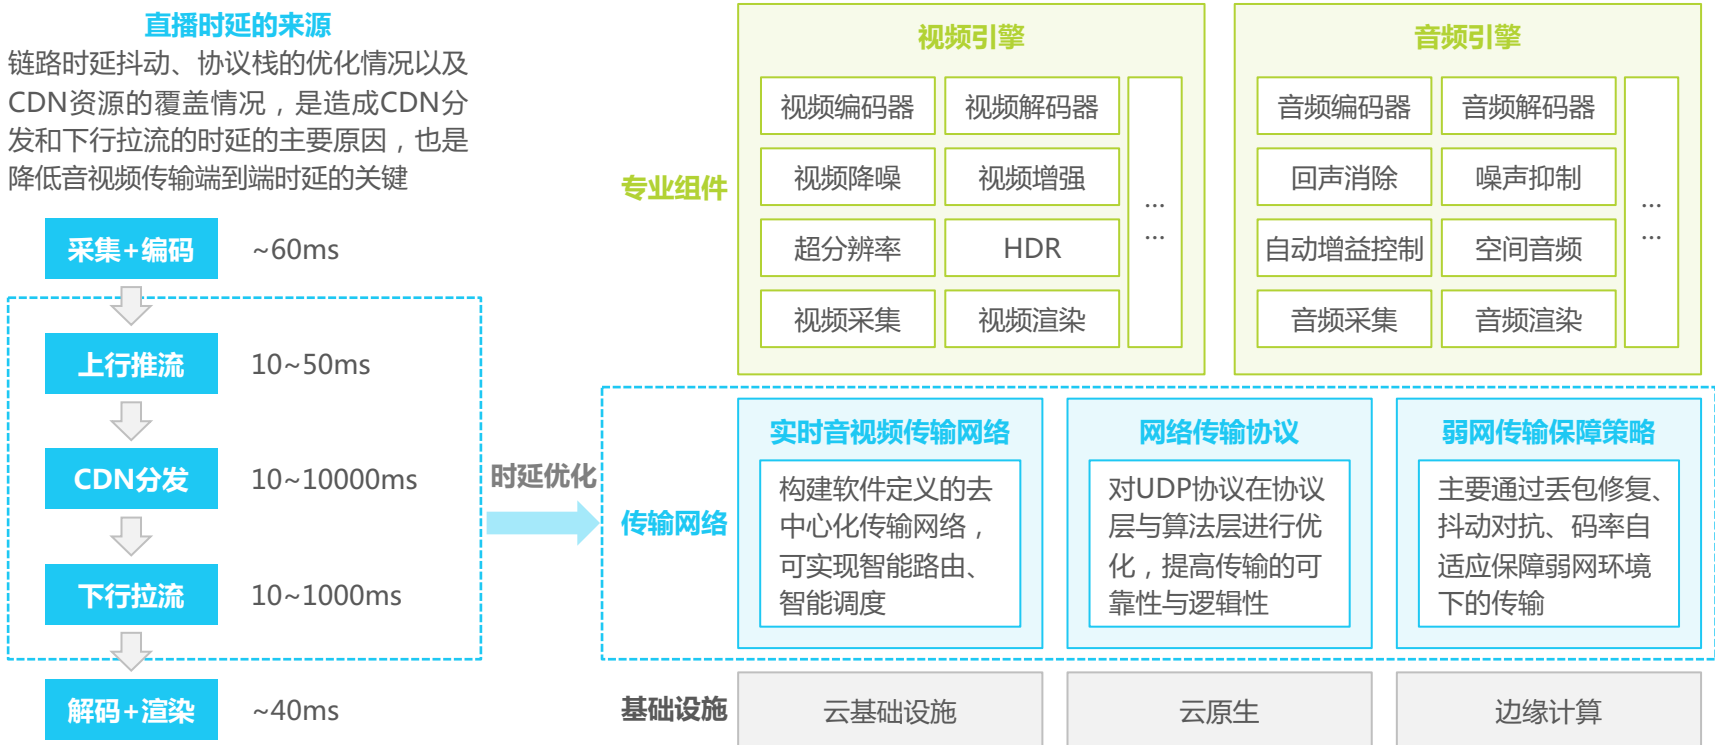 直播时延的来源
链路时延抖动、协议栈的优化情况以及
CDN资源的覆盖情况，是造成CDN分
发和下行拉流的时延的主要原因，也是
降低音视频传输端到端时延的关键
采集+编码
~60ms
上行推流
10~50ms
CDN分发
10~10000ms
下行拉流
10~1000ms
解码+渲染
~40ms
时延优化
专业组件
视频引擎
视频编码器
视频解码器
视频降噪
视频增强
超分辨率
HDR
视频采集
视频渲染
...
...
音频引擎
音频编码器
音频解码器
回声消除
噪声抑制
自动增益控制
空间音频
音频采集
音频渲染
...
...
传输网络
实时音视频传输网络
构建软件定义的去
中心化传输网络，
可实现智能路由、
智能调度
网络传输协议
对UDP协议在协议
层与算法层进行优
化，提高传输的可
靠性与逻辑性
弱网传输保障策略
主要通过丢包修复、
抖动对抗、码率自
适应保障弱网环境
下的传输
基础设施
云基础设施
云原生
边缘计算